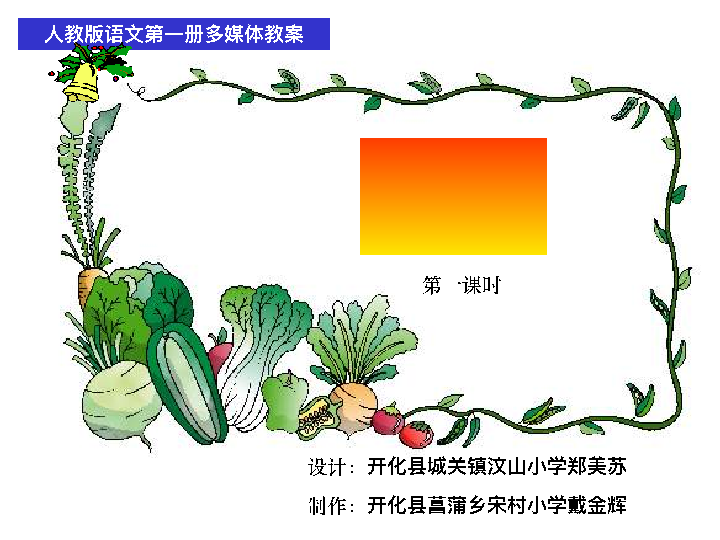 人教版语文第一册多媒体教案
第一课时
设计：开化县城关镇汶山小学郑美苏
制作：开化县菖蒲乡宋村小学戴金辉